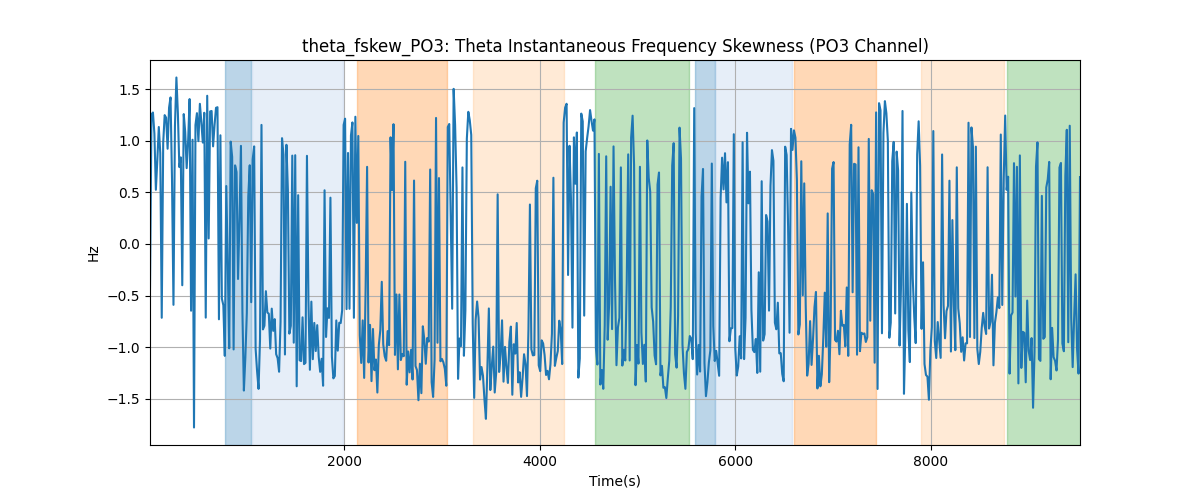 theta_fskew_PO3: Theta Instantaneous Frequency Skewness (PO3 Channel)
1.5
1.0
0.5
0.0
−0.5
−1.0
−1.5
Hz
2000 4000 6000 8000
Time(s)